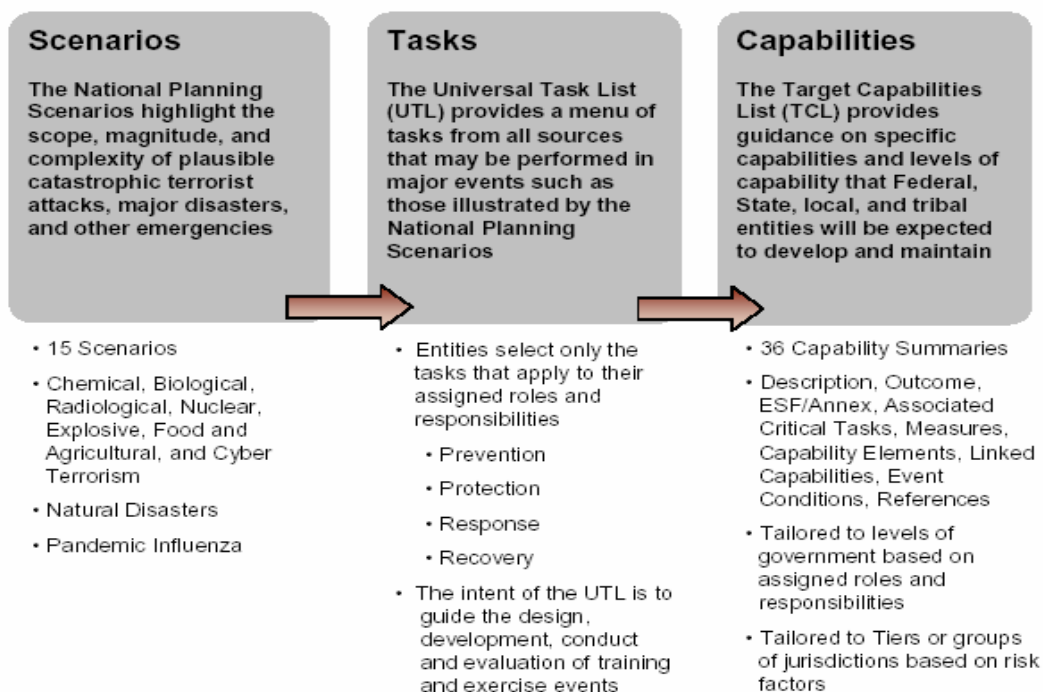 Scenarios
The National Planning
Scenarios highlight the
scope, magnitude, and
complexity of plausible
catastrophic terrorist
attacks, major disasters,
and other emergencies
• 15 Scenarios
• Chemical, Biological,
Radiological, Nuclear,
Explosive, Food and
Agricultural, and Cyber
Terrorism
• Natural Disasters
• Pandemic Influenza
Tasks
The Universal Task List
(UTL) provides a menu of
tasks from all sources
that may be performed in
major events such as
those illustrated by the
National Planning
Scenarios
• Entities select only the
tasks that apply to their
assigned roles and
responsibilities
• Prevention
• Protection
• Response
• Recovery
• The intent of the UTL is to
guide the design,
development, conduct
and evaluation of training
and exercise events
Capabilities
The Target Capabilities
List (TCL) provides
guidance on specific
capabilities and levels of
capability that Federal,
State, local, and tribal
entities will be expected
to develop and maintain
• 36 Capability Summaries
• Description, Outcome,
ESF/Annex, Associated
Critical Tasks, Measures,
Capability Elements, Linked
Capabilities, Event
Conditions, References
• Tailored to levels of
government based on
assigned roles and
responsibilities
• Tailored to Tiers or groups
of jurisdictions based on risk
factors